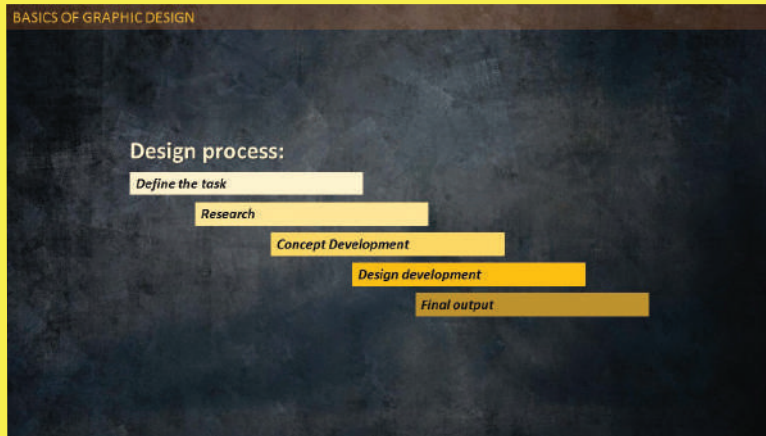 BASICS OF GRAPHIC DESIGN
Design process:
Define the task
Research
Concept Development
Design development
Final output